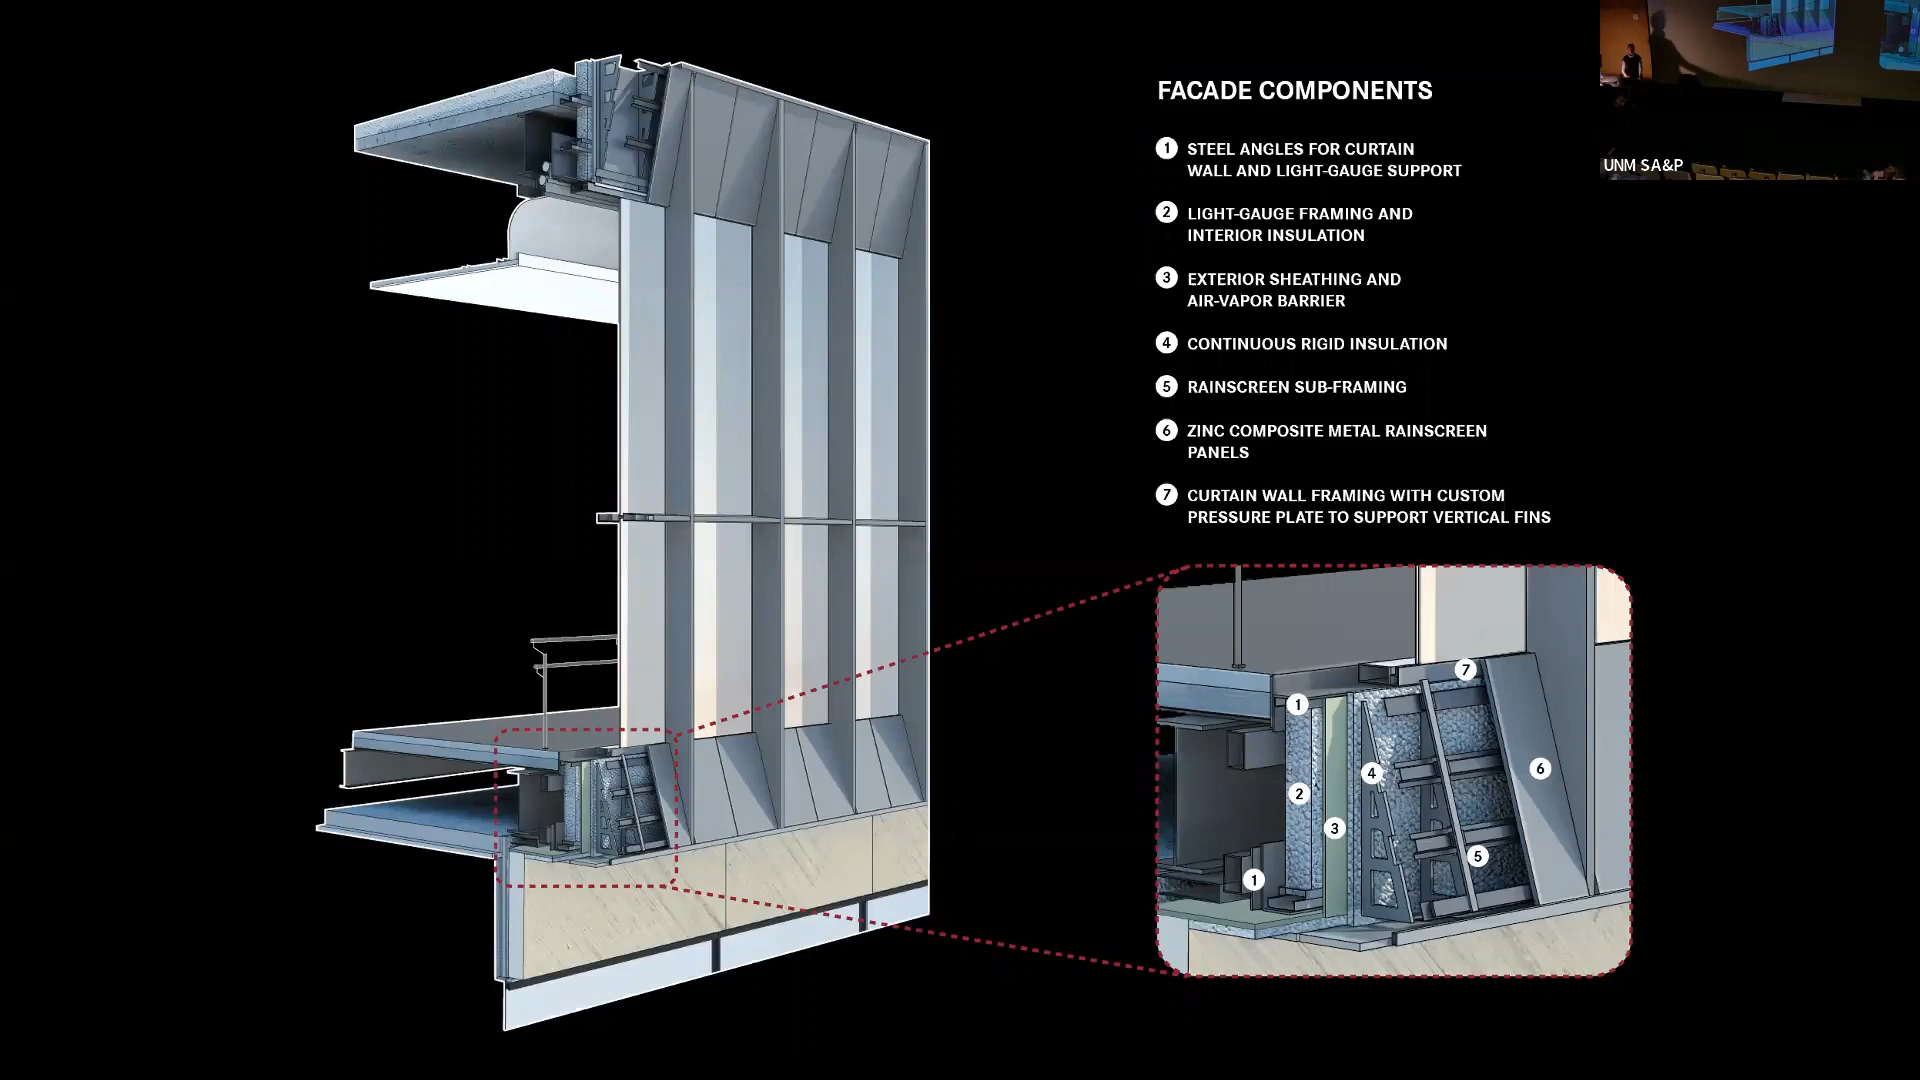 FACADE COMPONENTS
1 STEEL ANGLES FOR CURTAIN
WALL AND LIGHT-GAUGE SUPPORT
2 LIGHT-GAUGE FRAMING AND
INTERIOR INSULATION
3 EXTERIOR SHEATHING AND
AIR-VAPOR BARRIER
4 CONTINUOUS RIGID INSULATION
5 RAINSCREEN SUB-FRAMING
6 ZINC COMPOSITE METAL RAINSCREEN
PANELS
7 CURTAIN WALL FRAMING WITH CUSTOM
PRESSURE PLATE TO SUPPORT VERTICAL FINS
UNM SA&P
7
1
4
6
2
3
5
1